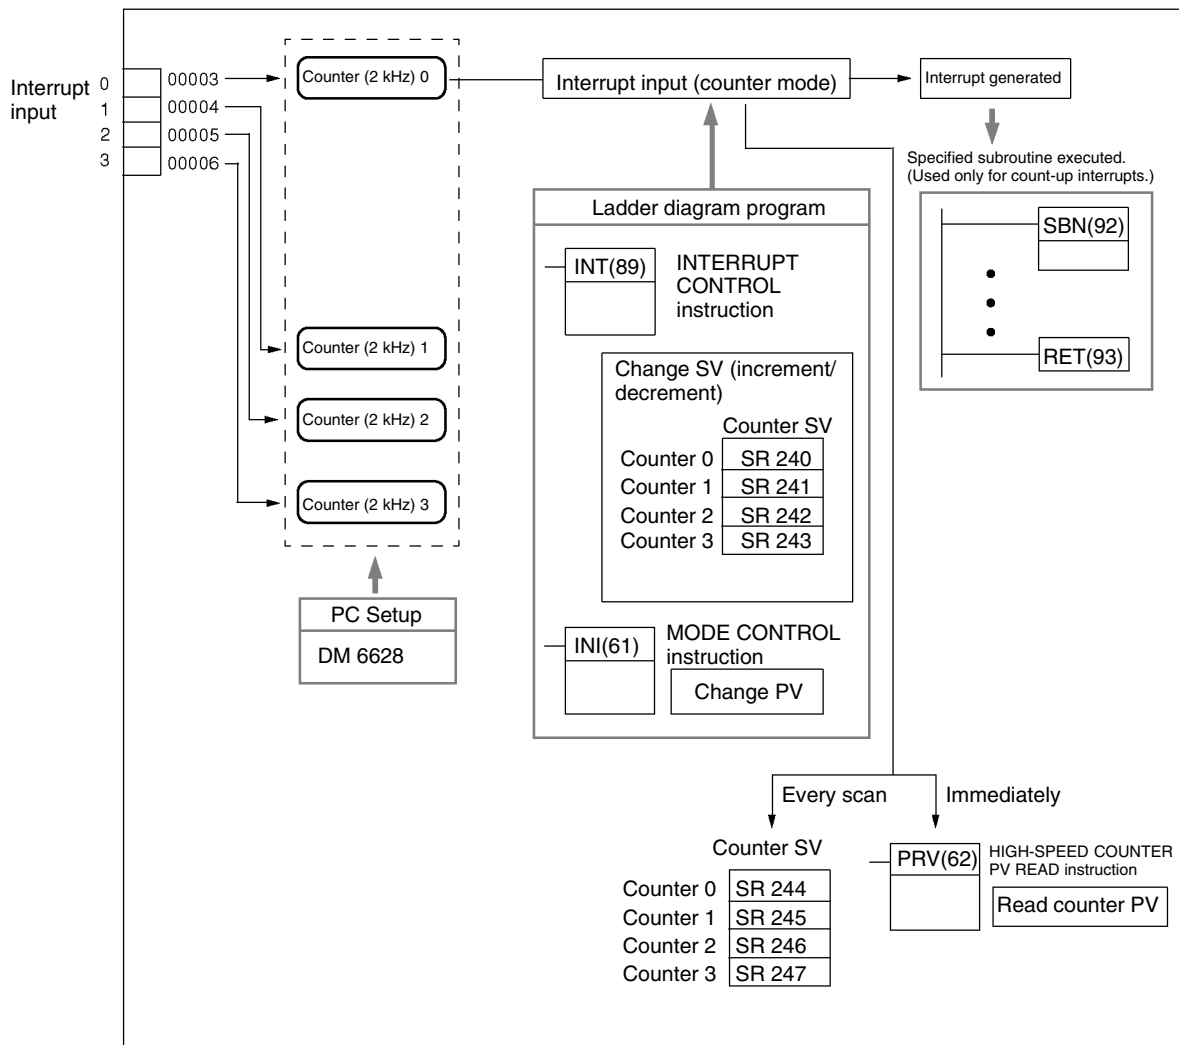 Interrupt
input
0
1
2
3
00003
00004
00005
00006
Counter (2 kHz) 0
Counter (2 kHz) 1
Counter (2 kHz) 2
Counter (2 kHz) 3
PC Setup
DM 6628
Interrupt input (counter mode)
Interrupt generated
Specified subroutine executed.
(Used only for count-up interrupts.)
SBN(92)
RET(93)
Ladder diagram program
INT(89)
INTERRUPT
CONTROL
instruction
Change SV (increment/
decrement)
Counter SV
Counter 0 SR 240
Counter 1 SR 241
Counter 2 SR 242
Counter 3 SR 243
INI(61)
MODE CONTROL
instruction
Change PV
Every scan
Immediately
Counter SV
Counter 0 SR 244
Counter 1 SR 245
Counter 2 SR 246
Counter 3 SR 247
PRV(62)
HIGH-SPEED COUNTER
PV READ instruction
Read counter PV